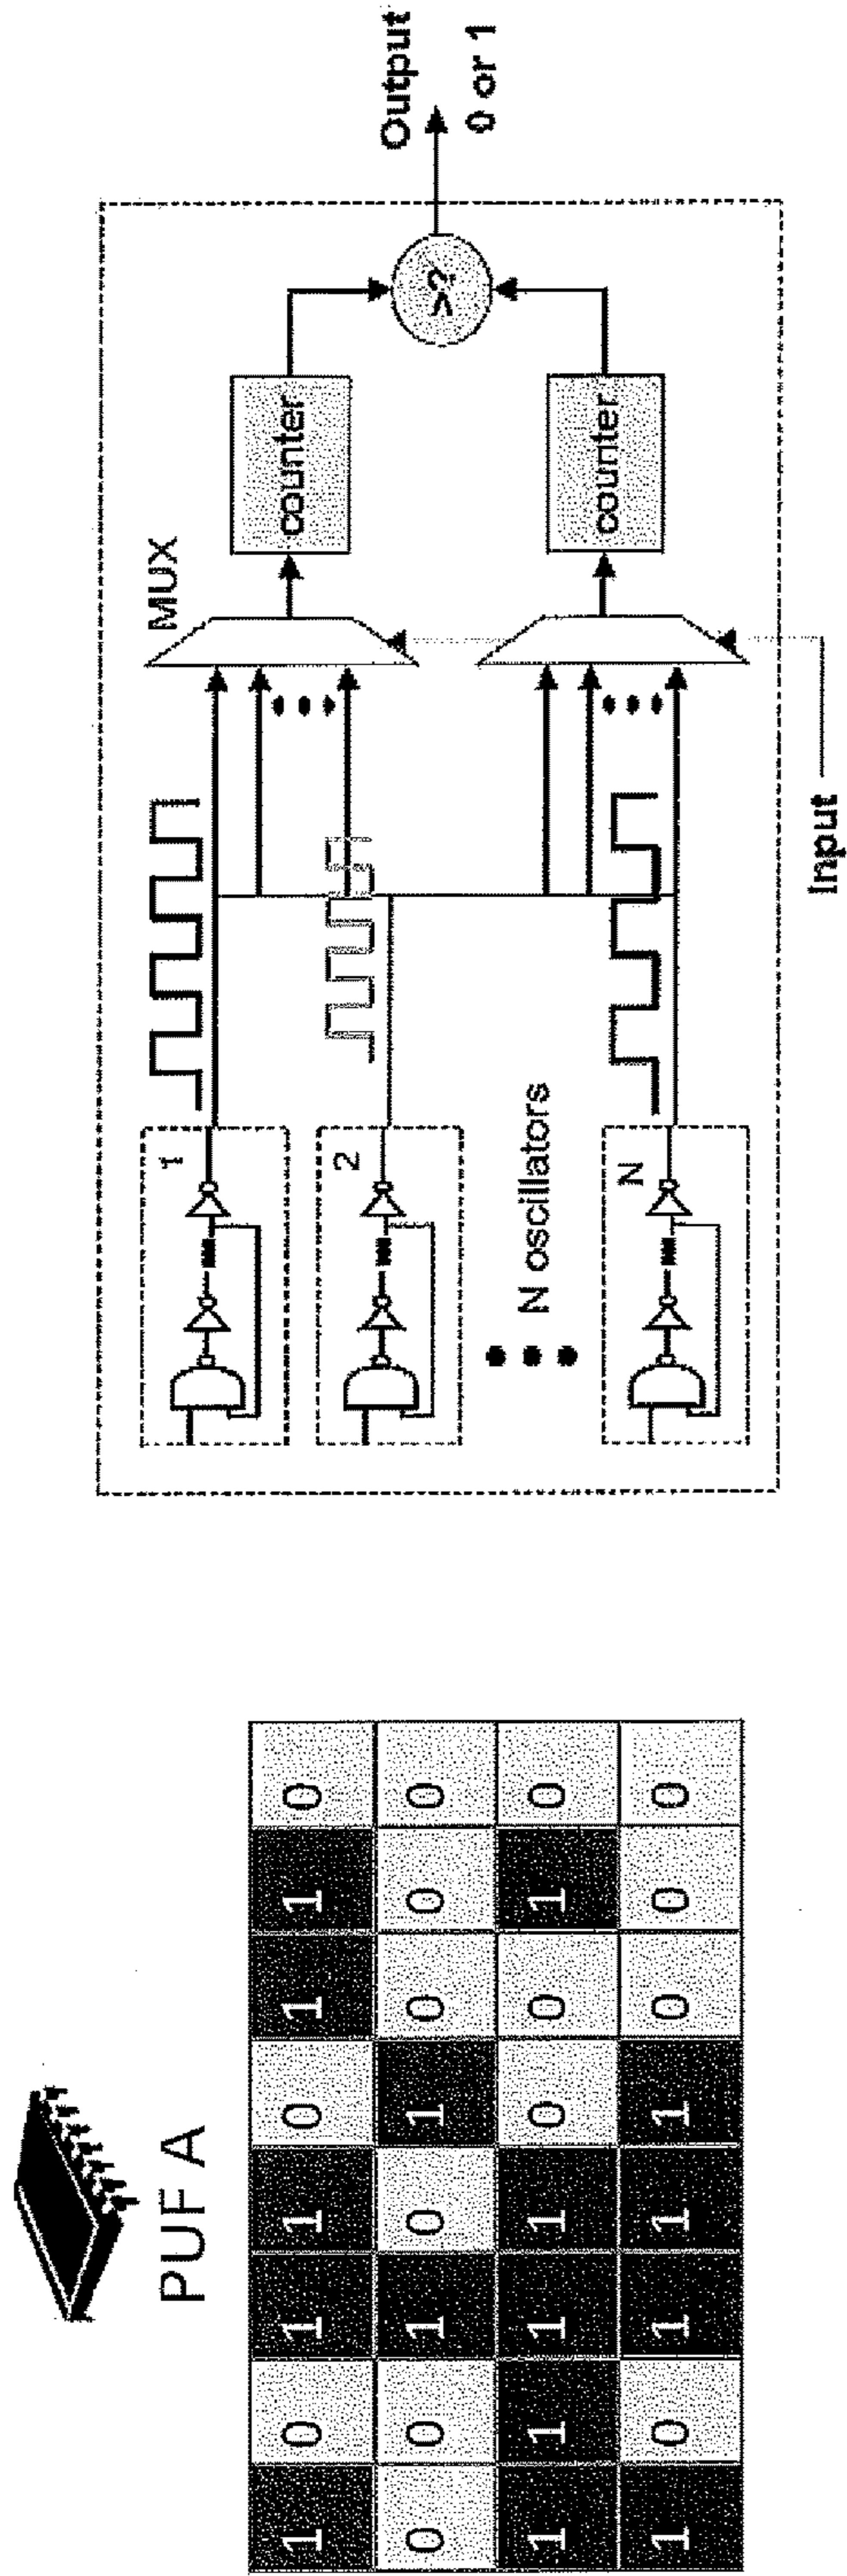 PUF A
1 0 1 1 0 1 1 0
0 0 1 0 1 0 0 0
1 1 1 1 0 0 1 0
1 0 1 1 1 0 0 0
1
2
N oscillators
N
MUX
counter
counter
>?
Output
0 or 1
Input